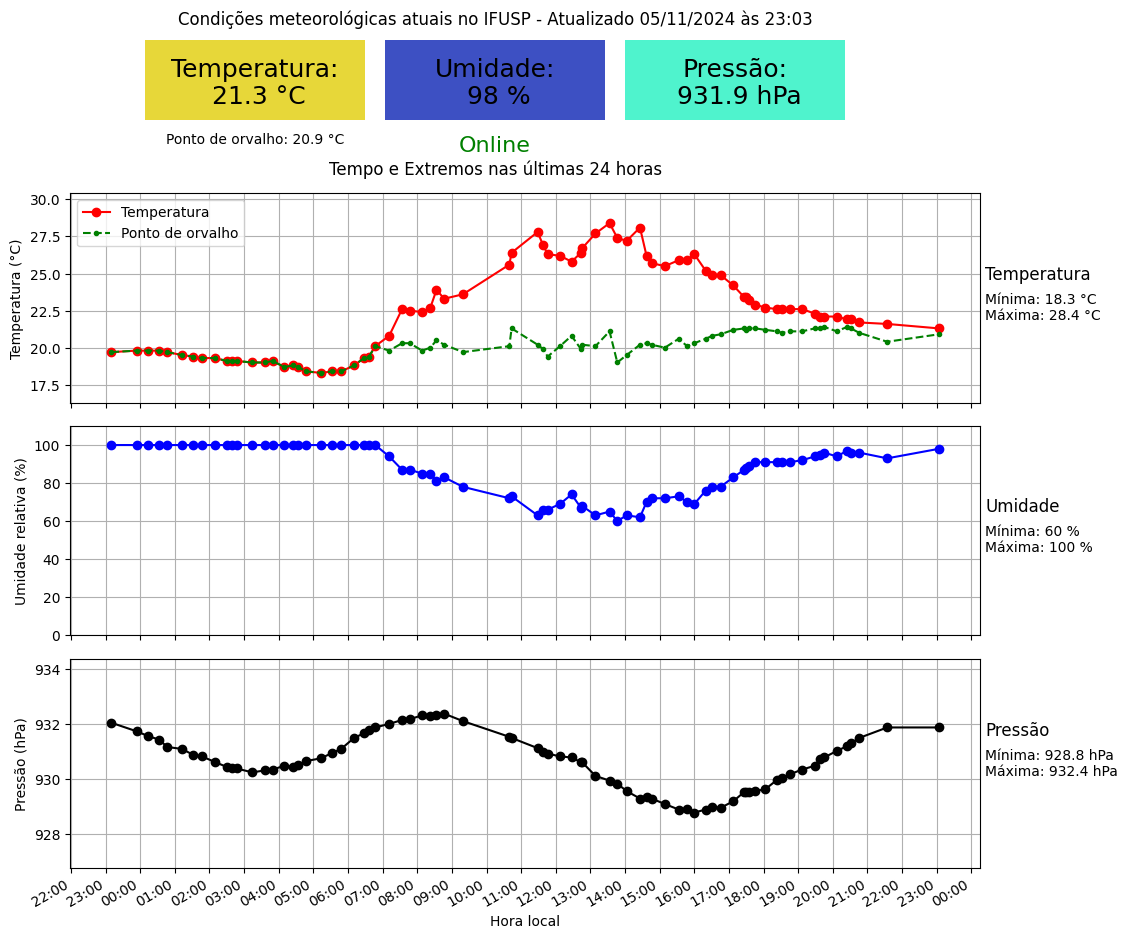 Condições meteorológicas atuais no IFUSP - Atualizado 05/11/2024 às 23:03
Temperatura:
21.3 °C
Umidade:
98 %
Pressão:
931.9 hPa
Ponto de orvalho: 20.9 °C
Online
Tempo e Extremos nas últimas 24 horas
Temperatura (°C)
30.0
27.5
25.0
22.5
20.0
17.5
Temperatura
Ponto de orvalho
Temperatura
Mínima: 18.3 °C
Máxima: 28.4 °C
Umidade relativa (%)
100
80
60
40
20
0
Umidade
Mínima: 60 %
Máxima: 100 %
Pressão (hPa)
934
932
930
928
Pressão
Mínima: 928.8 hPa
Máxima: 932.4 hPa
22:00 23:00 00:00 01:00 02:00 03:00 04:00 05:00 06:00 07:00 08:00 09:00 10:00 11:00 12:00 13:00 14:00 15:00 16:00 17:00 18:00 19:00 20:00 21:00 22:00 23:00 00:00
Hora local